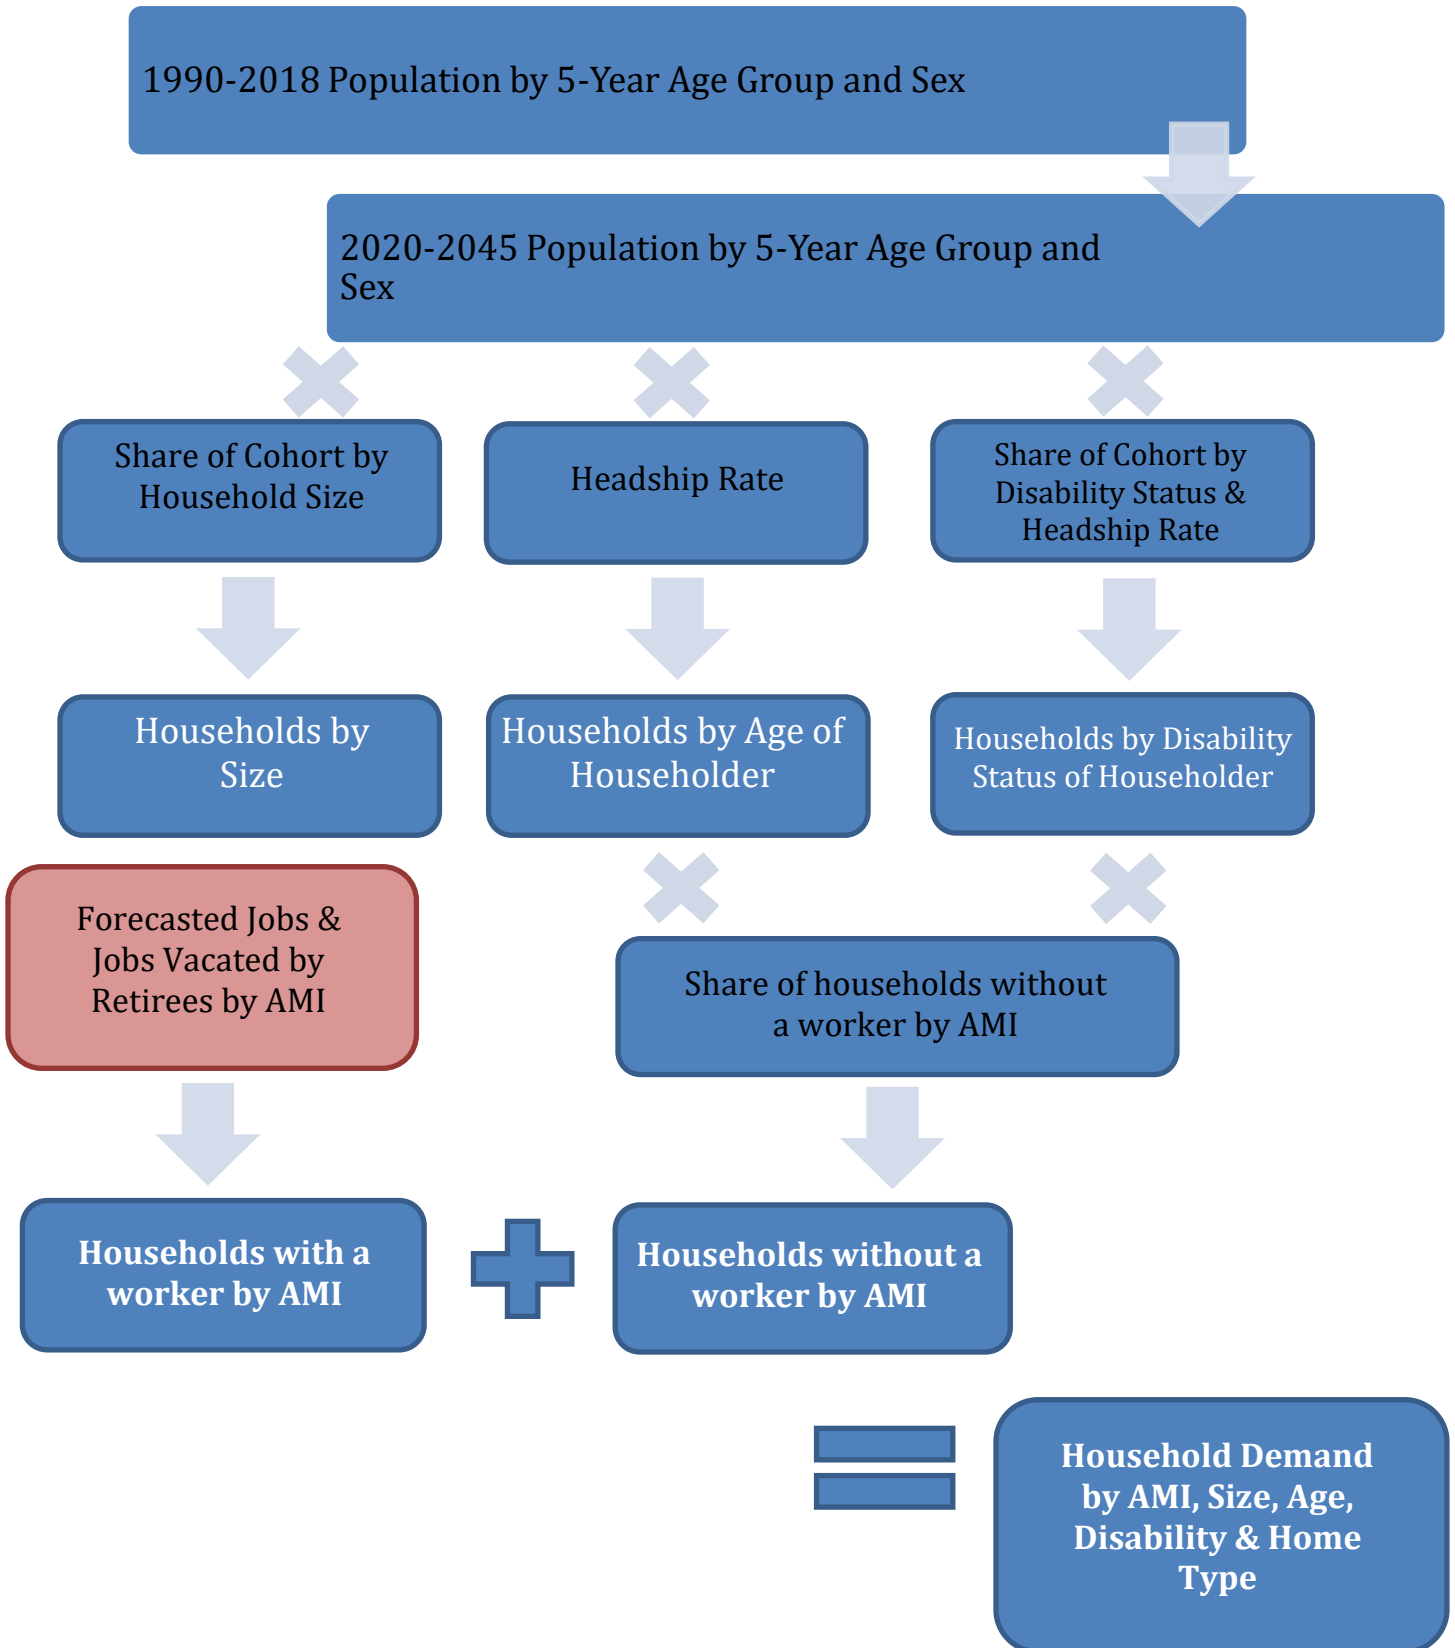 1990-2018 Population by 5-Year Age Group and Sex
2020-2045 Population by 5-Year Age Group and
Sex
Share of Cohort by
Household Size
Headship Rate
Share of Cohort by
Disability Status &
Headship Rate
Households by
Size
Households by Age of
Householder
Households by Disability
Status of Householder
Forecasted Jobs &
Jobs Vacated by
Retirees by AMI
Share of households without
a worker by AMI
Households with a
worker by AMI
Households without a
worker by AMI
Household Demand
by AMI, Size, Age,
Disability & Home
Type